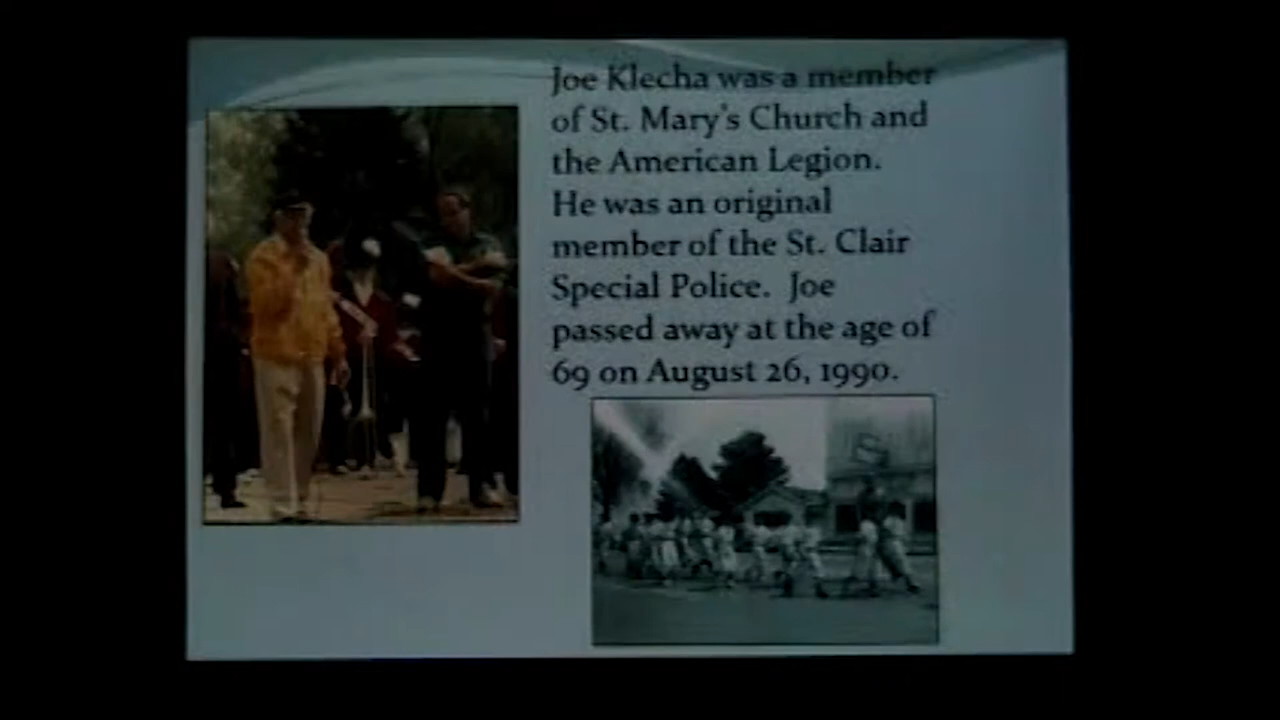 Joe Klecha was a member
of St. Mary's Church and
the American Legion.
He was an original
member of the St. Clair
Special Police.  Joe
passed away at the age of
69 on August 26, 1990.